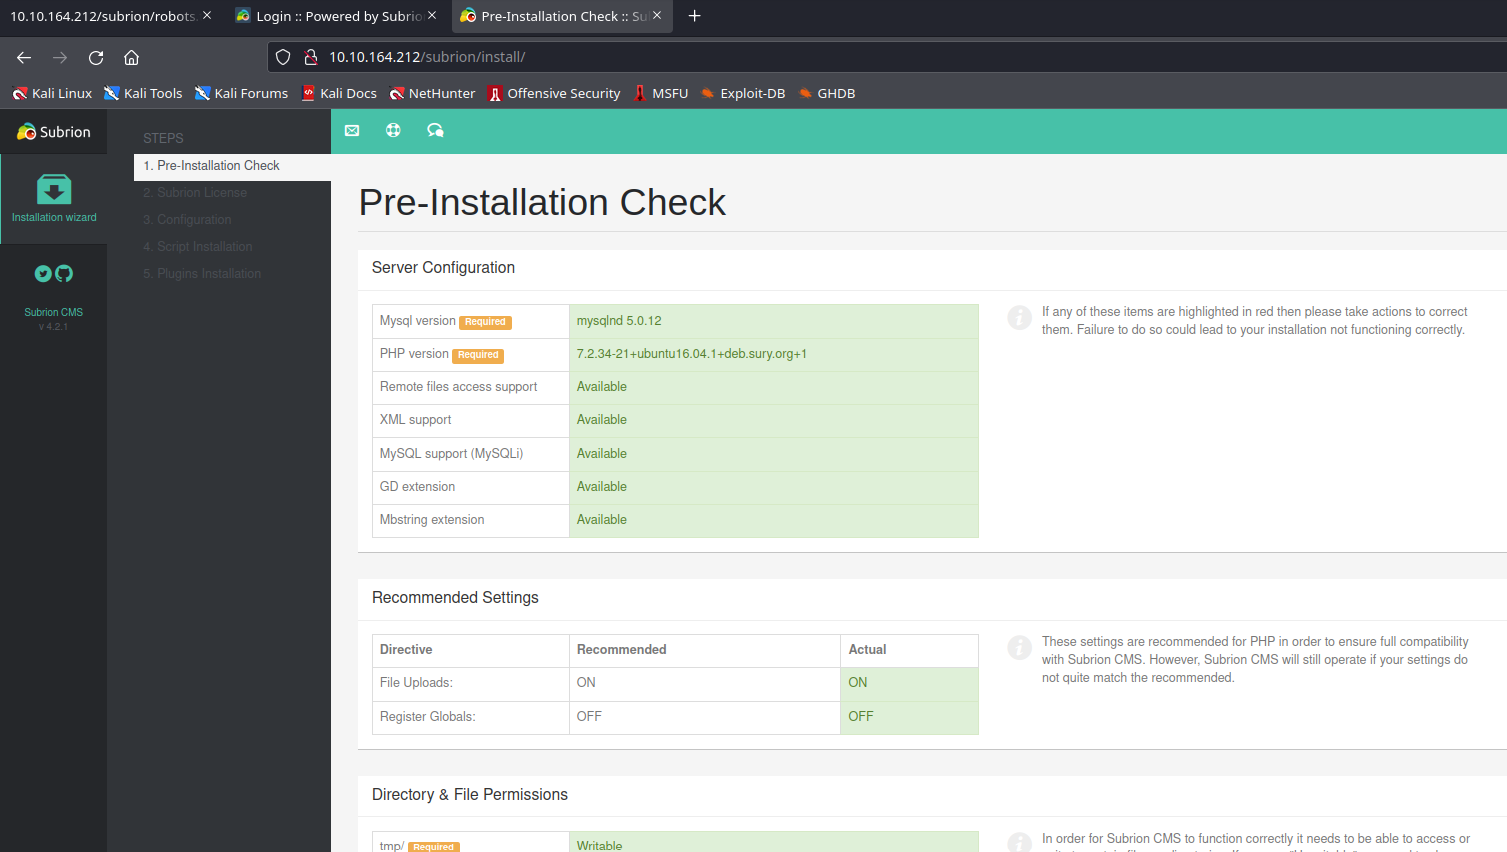 10.10.164.212/subrion/robots.
Login :: Powered by Subrio
Pre-Installation Check :: Su
10.10.164.212/subrion/install/
Kali Linux
Kali Tools
Kali Forums
Kali Docs
NetHunter
Offensive Security
MSFU
Exploit-DB
GHDB
Subrion
Installation wizard
Subrion CMS
v 4.2.1
STEPS
1. Pre-Installation Check
2. Subrion License
3. Configuration
4. Script Installation
5. Plugins Installation
Pre-Installation Check
Server Configuration
Mysql version Required mysqlnd 5.0.12
PHP version Required 7.2.34-21+ubuntu16.04.1+deb.sury.org+1
Remote files access support Available
XML support Available
MySQL support (MySQLi) Available
GD extension Available
Mbstring extension Available
If any of these items are highlighted in red then please take actions to correct
them. Failure to do so could lead to your installation not functioning correctly.
Recommended Settings
Directive Recommended Actual
File Uploads: ON ON
Register Globals: OFF OFF
These settings are recommended for PHP in order to ensure full compatibility
with Subrion CMS. However, Subrion CMS will still operate if your settings do
not quite match the recommended.
Directory & File Permissions
tmp/ Required Writable
In order for Subrion CMS to function correctly it needs to be able to access or